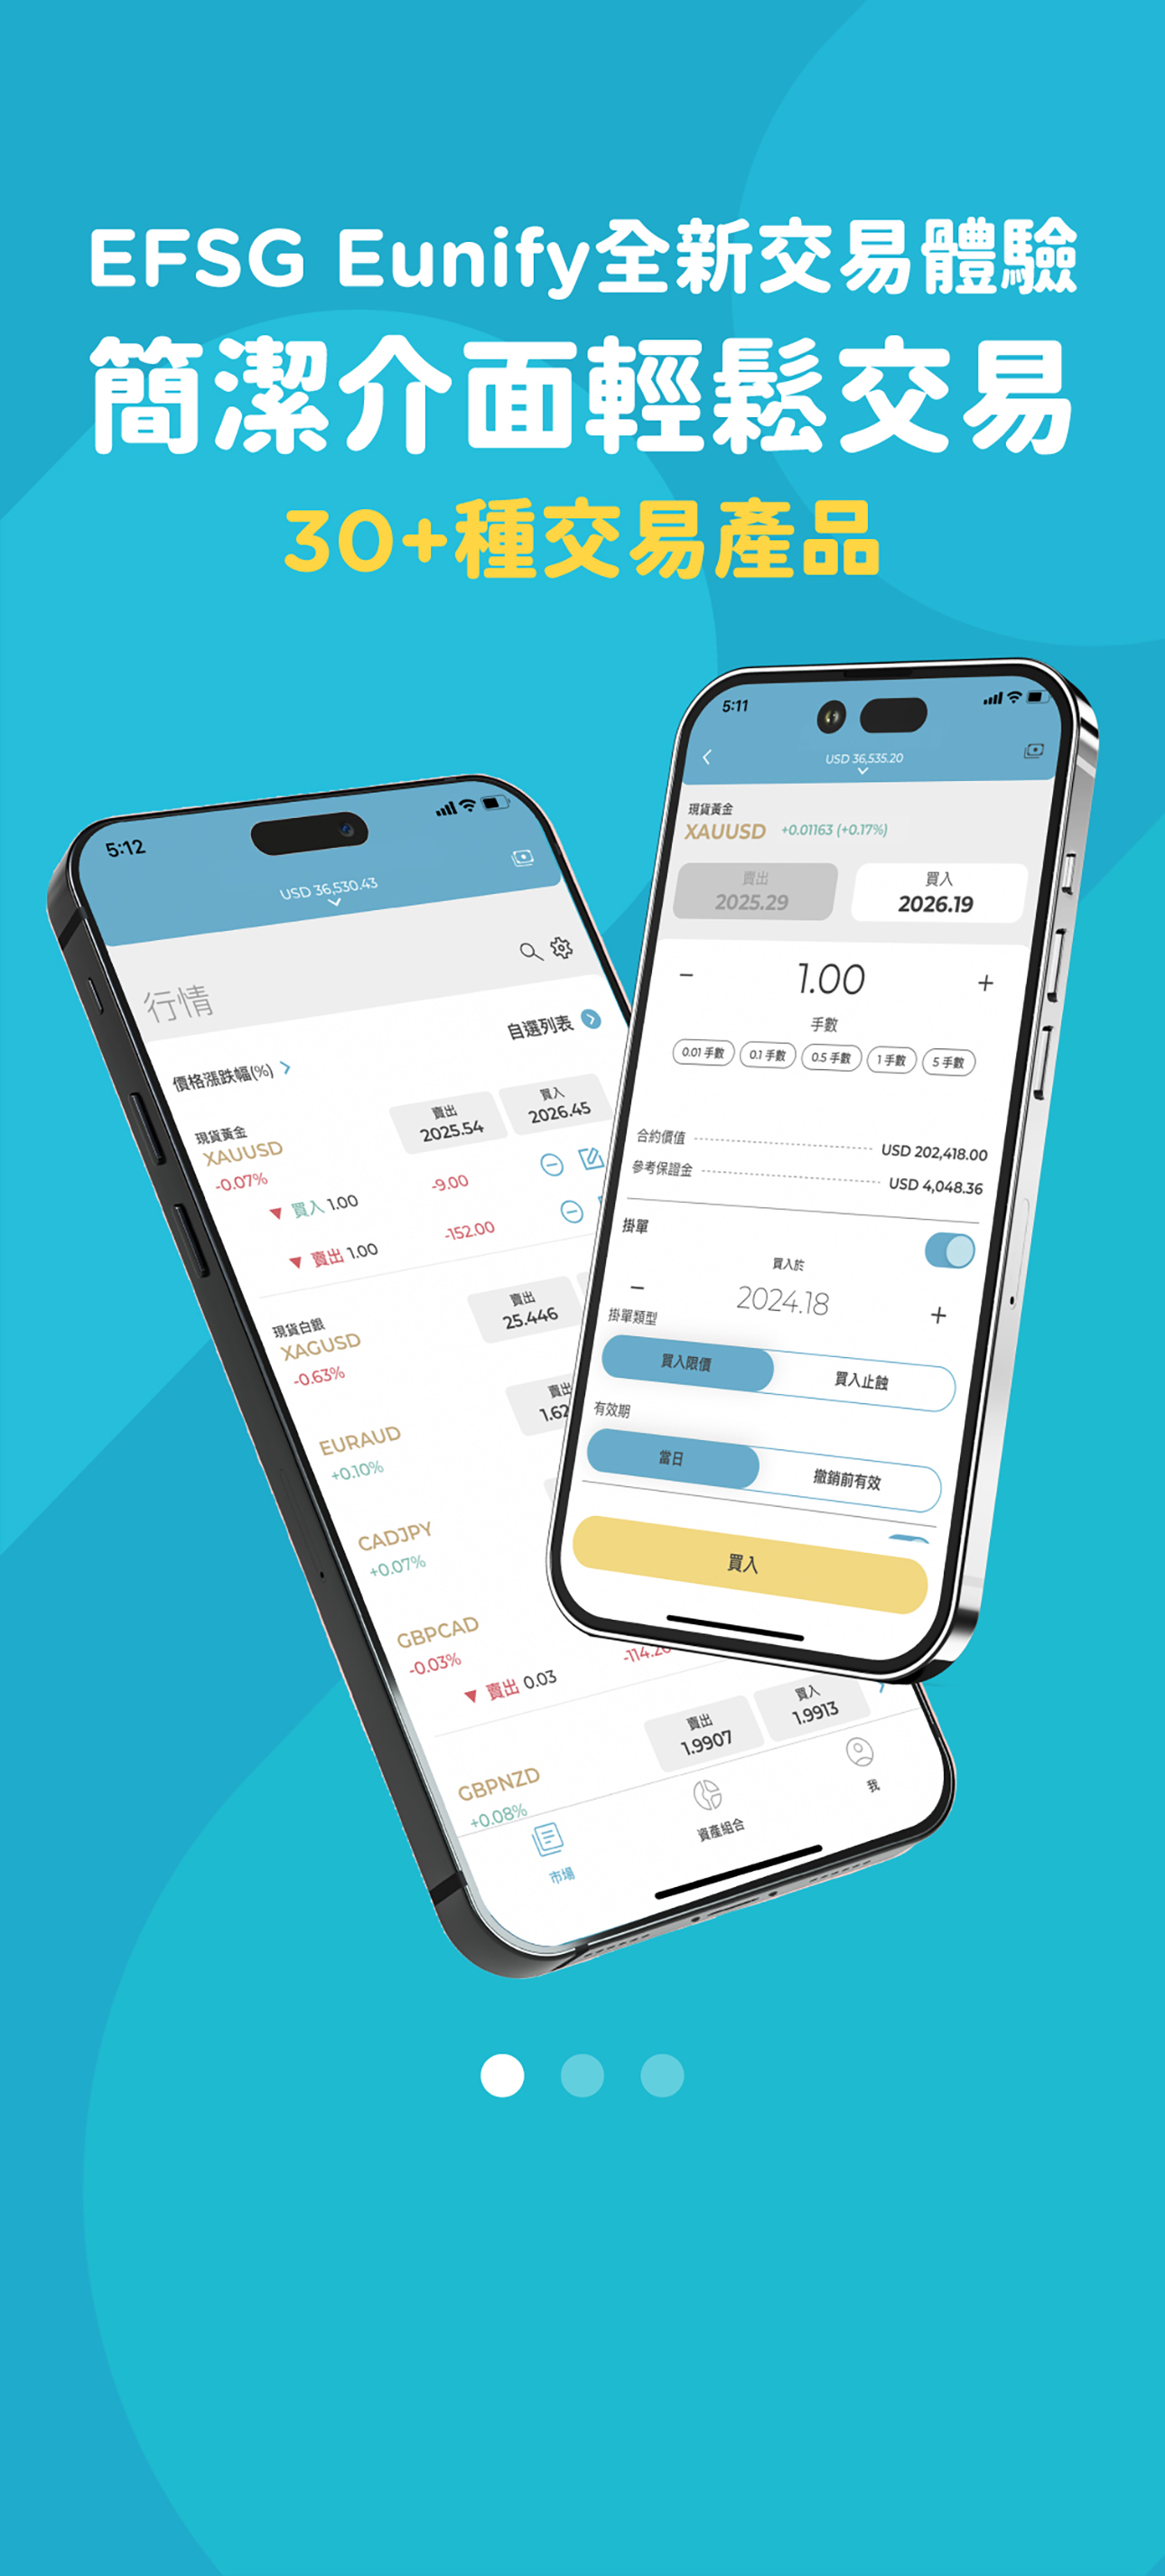 EFSG Eunify全新交易體驗
簡潔介面輕鬆交易
30+種交易產品
5:12
USD 36,530.43
行情
自選列表
價格漲跌幅(%)
現貨黃金
XAUUSD
-0.07%
賣出
2025.54
買入
2026.45
買入 1.00
-9.00
賣出 1.00
-152.00
現貨白銀
XAGUSD
-0.63%
賣出
25.446
EURAUD
+0.10%
賣出
1.62
CADJPY
+0.07%
GBPCAD
-0.03%
賣出 0.03
GBPNZD
+0.08%
賣出
1.9907
買入
1.9913
市場
資產組合
我
5:11
USD 36,535.20
現貨黃金
XAUUSD
+0.01163 (+0.17%)
賣出
2025.29
買入
2026.19
− 1.00 +
手數
0.01 手數 0.1 手數 0.5 手數 1 手數 5 手數
合約價值 USD 202,418.00
參考保證金 USD 4,048.36
掛單
買入於
− 2024.18 +
掛單類型
買入限價 買入止蝕
有效期
當日 撤銷前有效
買入